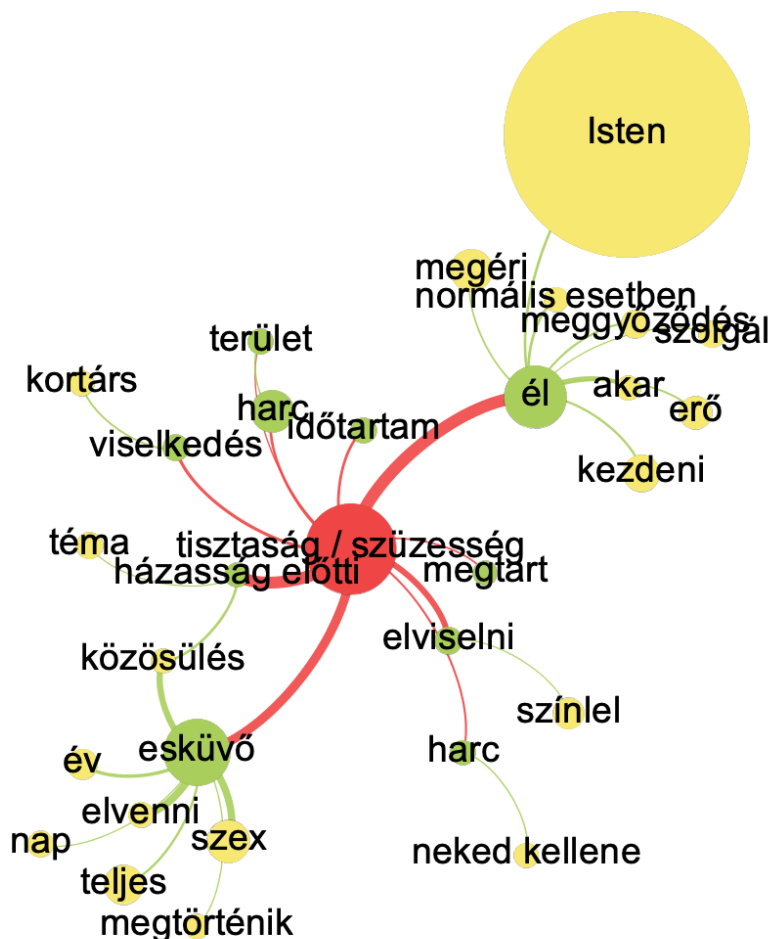 Isten
megéri
normális esetben
meggyőződés
szolgál
terület
kortárs
akar
él
harc
erő
időtartam
viselkedés
kezdeni
téma
tisztaság / szüzesség
házasság előtti
megtart
elviselni
közösülés
színlel
esküvő
harc
év
elvenni
nap
szex
neked kellene
teljes
megtörténik